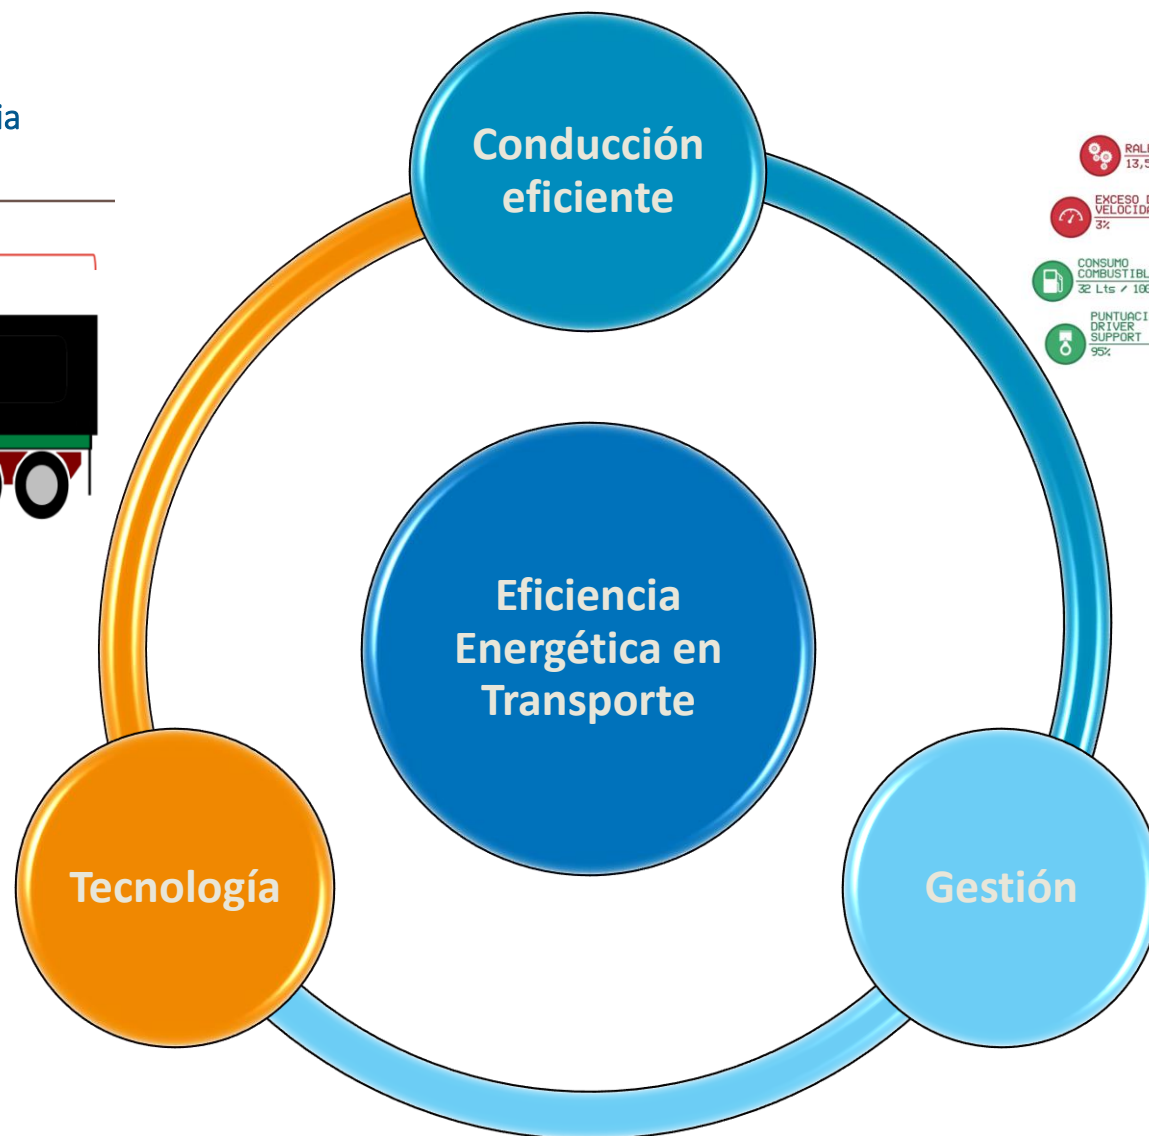 Conducción
eficiente
3%
CONSUMO
32 Lts /
DRIVER
SUPPORT
95%
Eficiencia
Energética en
Transporte
Tecnología
Gestión